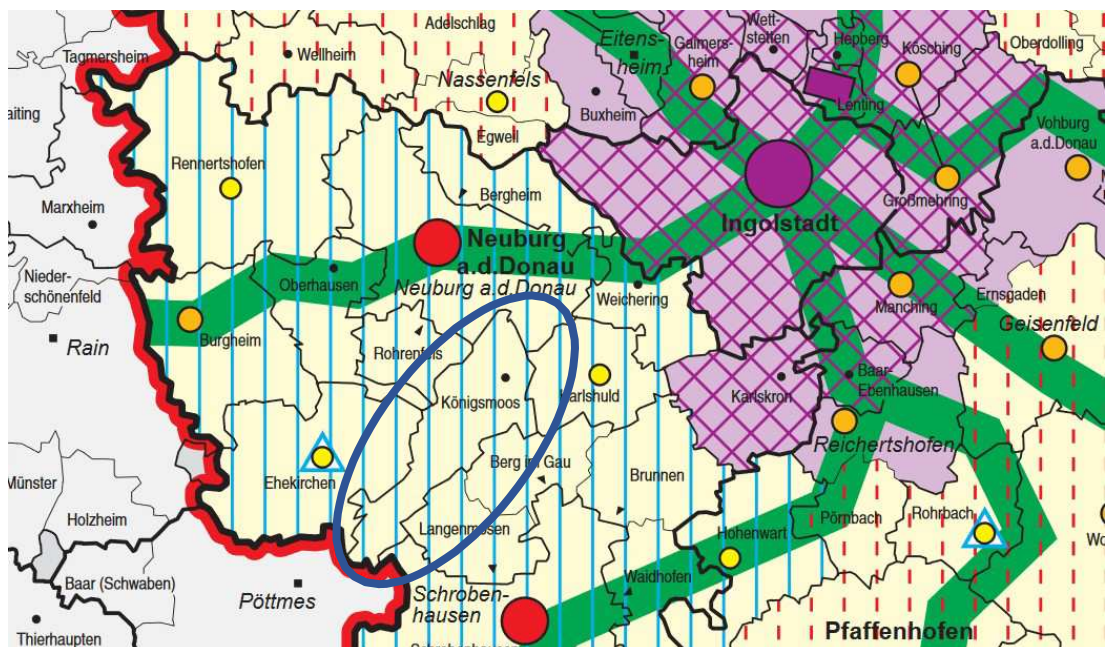 Adelschlag
Tagmersheim
Wellheim
Eitens-
heim
Gaimers-
heim
Wett-
stetten
Hepberg
Kösching
Oberdolling
Nassenfels
Buxheim
Lenting
Egweil
Vohburg
a.d.Donau
Rennertshofen
Bergheim
Großmehring
Marxheim
Ingolstadt
Neuburg
a.d.Donau
Neuburg a.d.Donau
Nieder-
schönenfeld
Oberhausen
Weichering
Manching
Ernsgaden
Geisenfeld
Rain
Burgheim
Rohrenfels
Königsmoos
Karlshuld
Karlskron
Baar-
Ebenhausen
Reichertshofen
Ehekirchen
Berg im Gau
Brunnen
Münster
Holzheim
Langenmosen
Hohenwart
Pörnbach
Rohrbach
Baar (Schwaben)
Pöttmes
Schroben-
hausen
Waidhofen
Thierhaupten
Pfaffenhofen